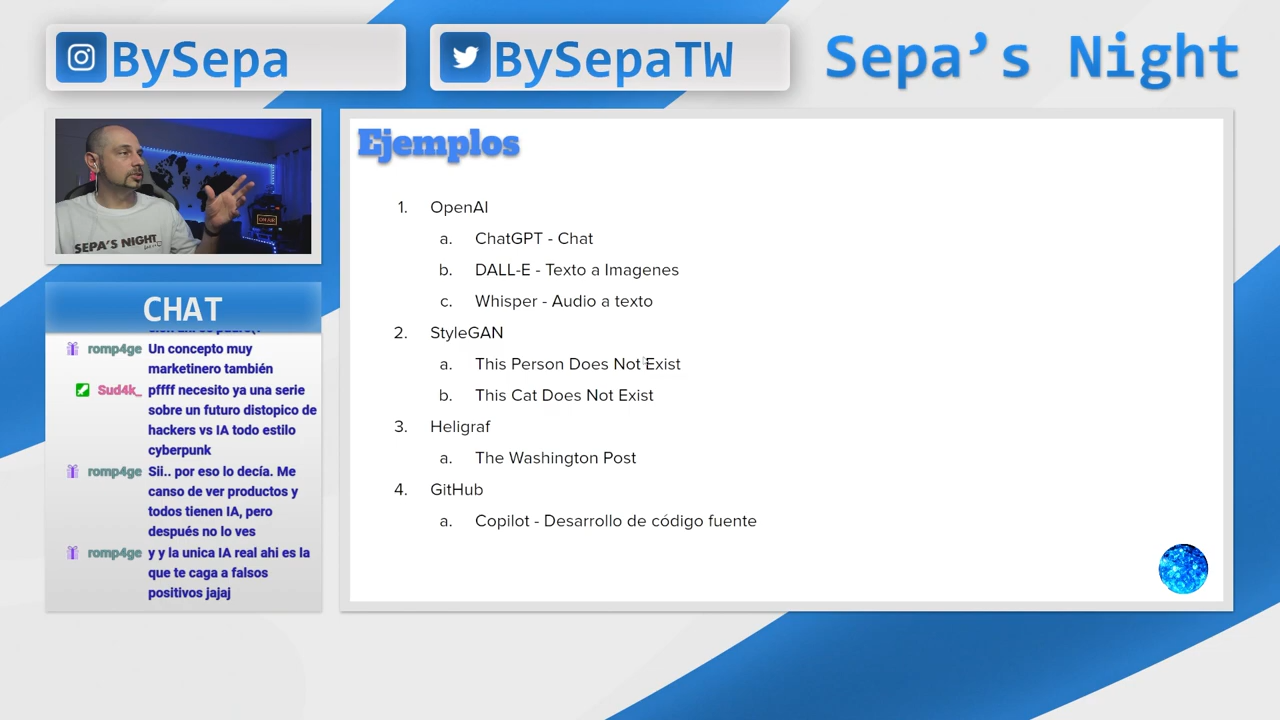 BySepa
BySepaTW
Sepa’s Night
SEPA'S NIGHT
ON AIR
Ejemplos
1. OpenAI
a. ChatGPT - Chat
b. DALL-E - Texto a Imagenes
c. Whisper - Audio a texto
2. StyleGAN
a. This Person Does Not Exist
b. This Cat Does Not Exist
3. Heligraf
a. The Washington Post
4. GitHub
a. Copilot - Desarrollo de código fuente
CHAT
romp4ge Un concepto muy
marketinero también
Sud4k_ pffff necesito ya una serie
sobre un futuro distopico de
hackers vs IA todo estilo
cyberpunk
romp4ge Sii.. por eso lo decía. Me
canso de ver productos y
todos tienen IA, pero
después no lo ves
romp4ge y y la unica IA real ahi es la
que te caga a falsos
positivos jajaj